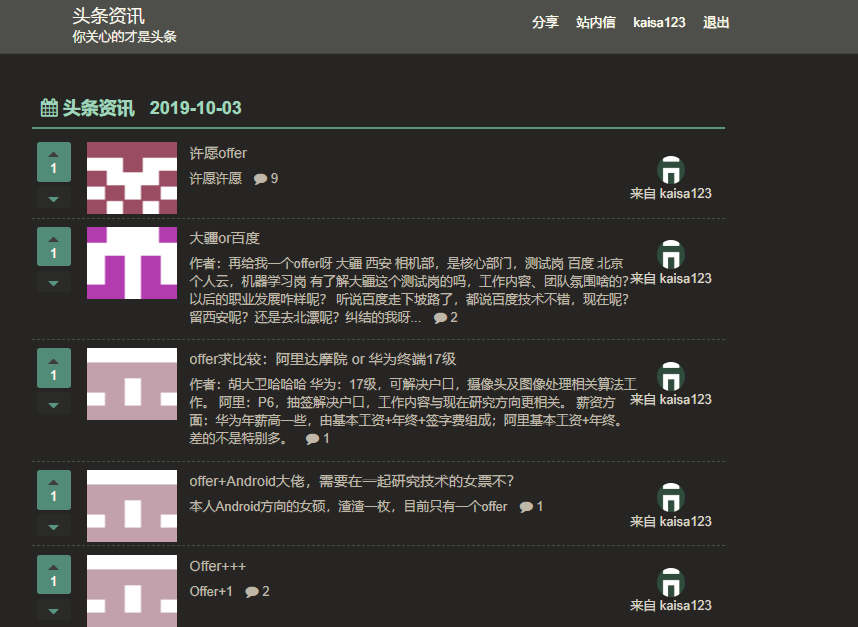 头条资讯
你关心的才是头条
分享 站内信 kaisa123 退出
头条资讯 2019-10-03
1
许愿offer
许愿许愿 9
来自 kaisa123
1
大疆or百度
作者：再给我一个offer呀 大疆 西安 相机部，是核心部门，测试岗 百度 北京
个人云，机器学习岗 有了解大疆这个测试岗的吗，工作内容、团队氛围啥的？
以后的职业发展咋样呢？ 听说百度走下坡路了，都说百度技术不错，现在呢？
留西安呢？还是去北漂呢？纠结的我呀... 2
来自 kaisa123
1
offer求比较：阿里达摩院 or 华为终端17级
作者：胡大卫哈哈哈 华为：17级，可解决户口，摄像头及图像处理相关算法工
作。 阿里：P6，抽签解决户口，工作内容与现在研究方向更相关。 薪资方
面：华为年薪高一些，由基本工资+年终+签字费组成；阿里基本工资+年终。
差的不是特别多。 1
来自 kaisa123
1
offer+Android大佬，需要在一起研究技术的女票不？
本人Android方向的女硕，渣渣一枚，目前只有一个offer 1
来自 kaisa123
1
Offer+++
Offer+1 2
来自 kaisa123